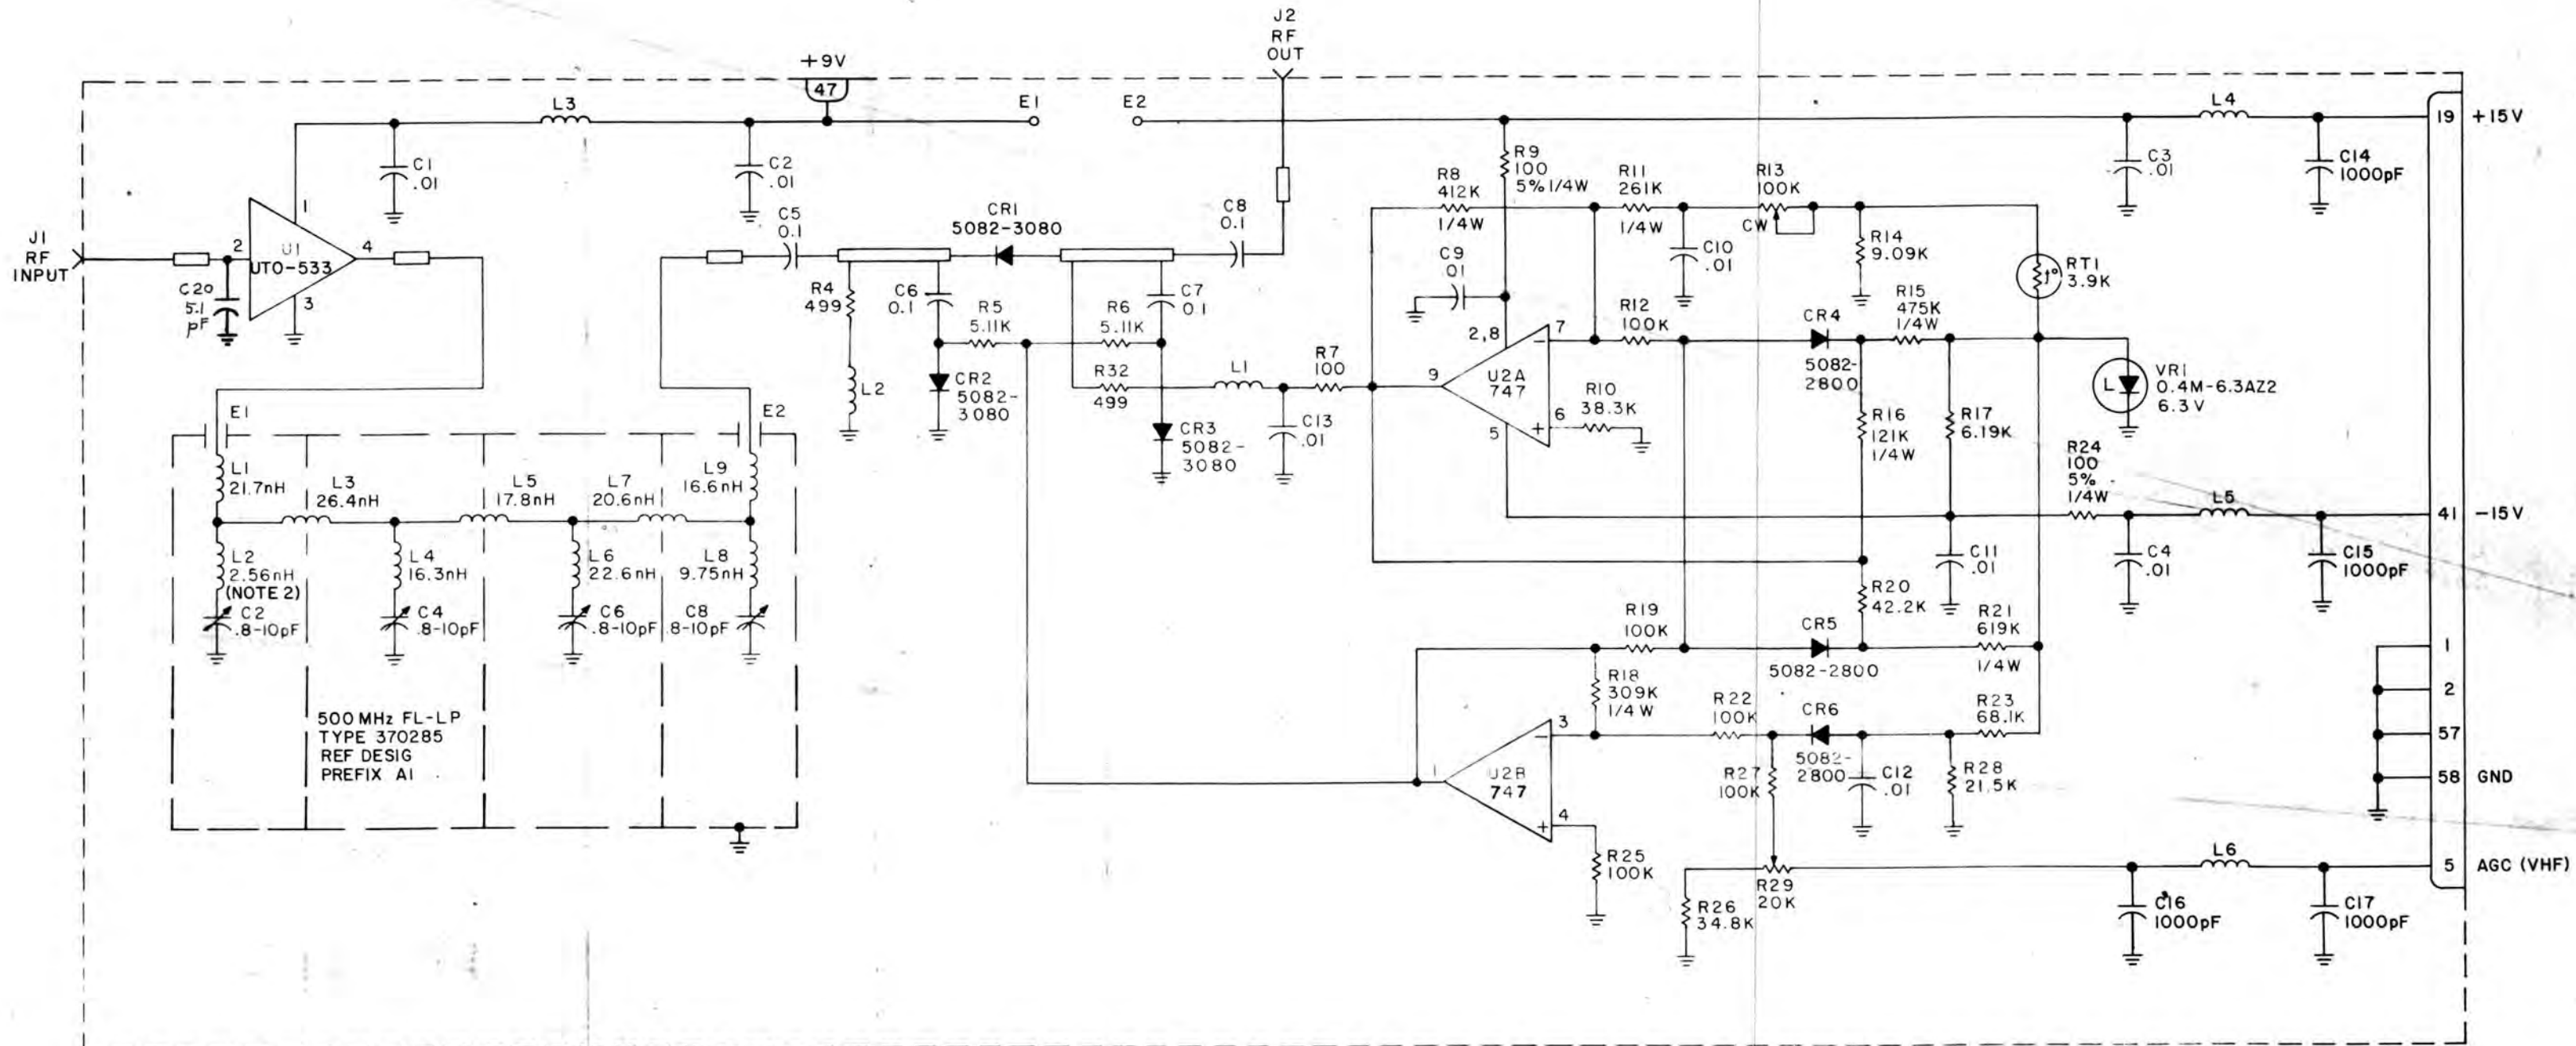 J2
RF
OUT
+9V
47
L3
E1
E2
L4
19 +15V
C1
.01
C2
.01
R9
100
5% 1/4W
R8
412K
1/4W
R11
261K
1/4W
R13
100K
CW
C3
.01
C14
1000pF
J1
RF
INPUT
2
U1
UTO-533
1
4
3
C20
5.1
pF
C5
0.1
CR1
5082-3080
C8
0.1
C9
.01
C10
.01
R14
9.09K
RT1
3.9K
R4
499
C6
0.1
R5
5.11K
R6
5.11K
C7
0.1
2,8
7
R12
100K
CR4
5082-
2800
R15
475K
1/4W
L2
CR2
5082-
3080
R32
499
L1
R7
100
9
U2A
747
R10
38.3K
6
5
VR1
0.4M-6.3AZ2
6.3V
L
CR3
5082-
3080
C13
.01
R16
121K
1/4W
R17
6.19K
R24
100
5%
1/4W
E1
E2
L1
21.7nH
L3
26.4nH
L5
17.8nH
L7
20.6nH
L9
16.6nH
L5
41 -15V
L2
2.56nH
(NOTE 2)
L4
16.3nH
L6
22.6nH
L8
9.75nH
C11
.01
C4
.01
C15
1000pF
C2
.8-10pF
C4
.8-10pF
C6
.8-10pF
C8
.8-10pF
R20
42.2K
R19
100K
CR5
5082-2800
R21
619K
1/4W
1
2
57
58 GND
R18
309K
1/4W
R22
100K
CR6
5082-
2800
R23
68.1K
500 MHz FL-LP
TYPE 370285
REF DESIG
PREFIX A1
1
3
U2B
747
4
R27
100K
C12
.01
R28
21.5K
R25
100K
R29
20K
R26
34.8K
L6
5 AGC (VHF)
C16
1000pF
C17
1000pF